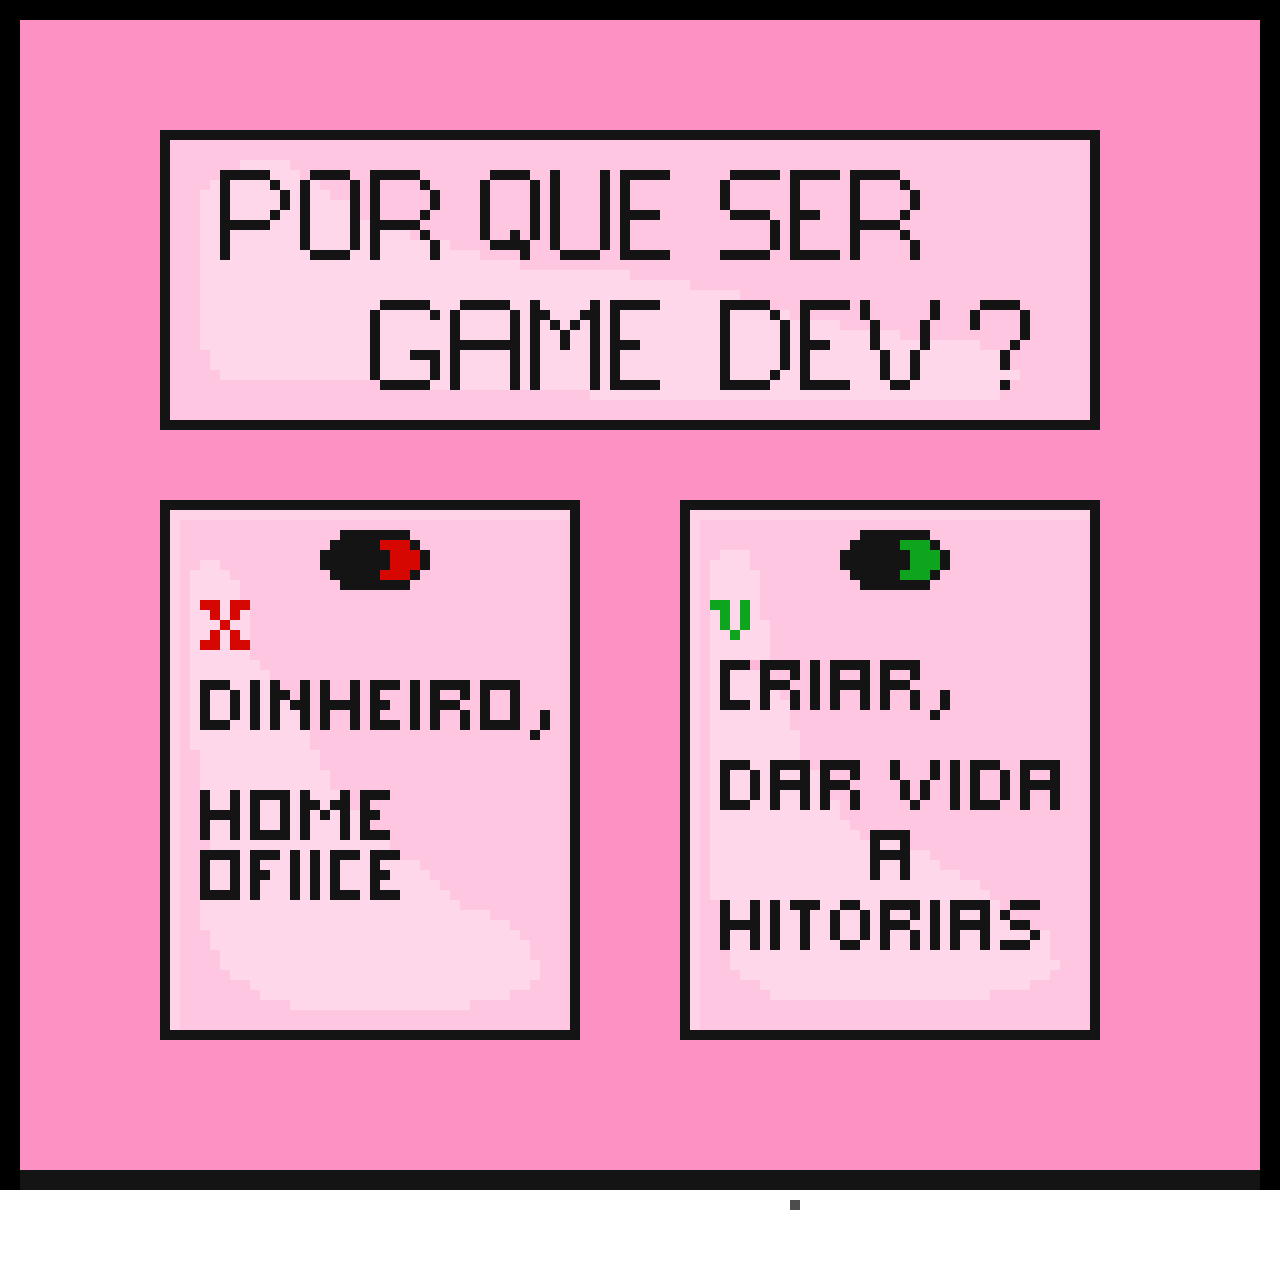 POR QUE SER
GAME DEV?
X
DINHEIRO,
HOME
OFIICE
V
CRIAR,
DAR VIDA
A
HITORIAS